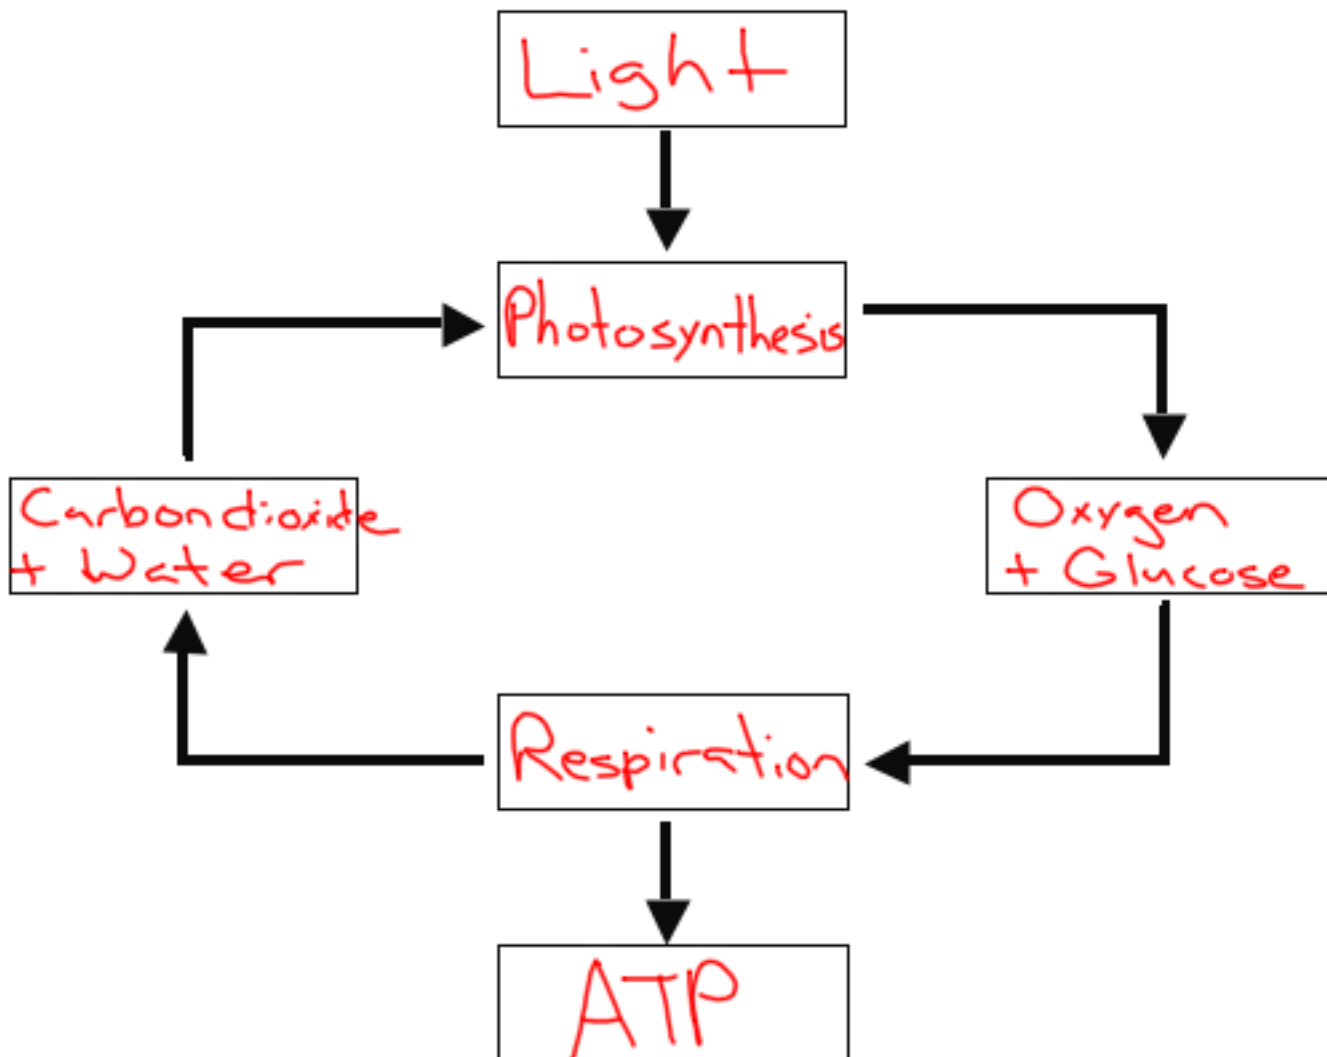 Light
Photosynthesis
Carbondioxide
+ Water
Oxygen
+ Glucose
Respiration
ATP